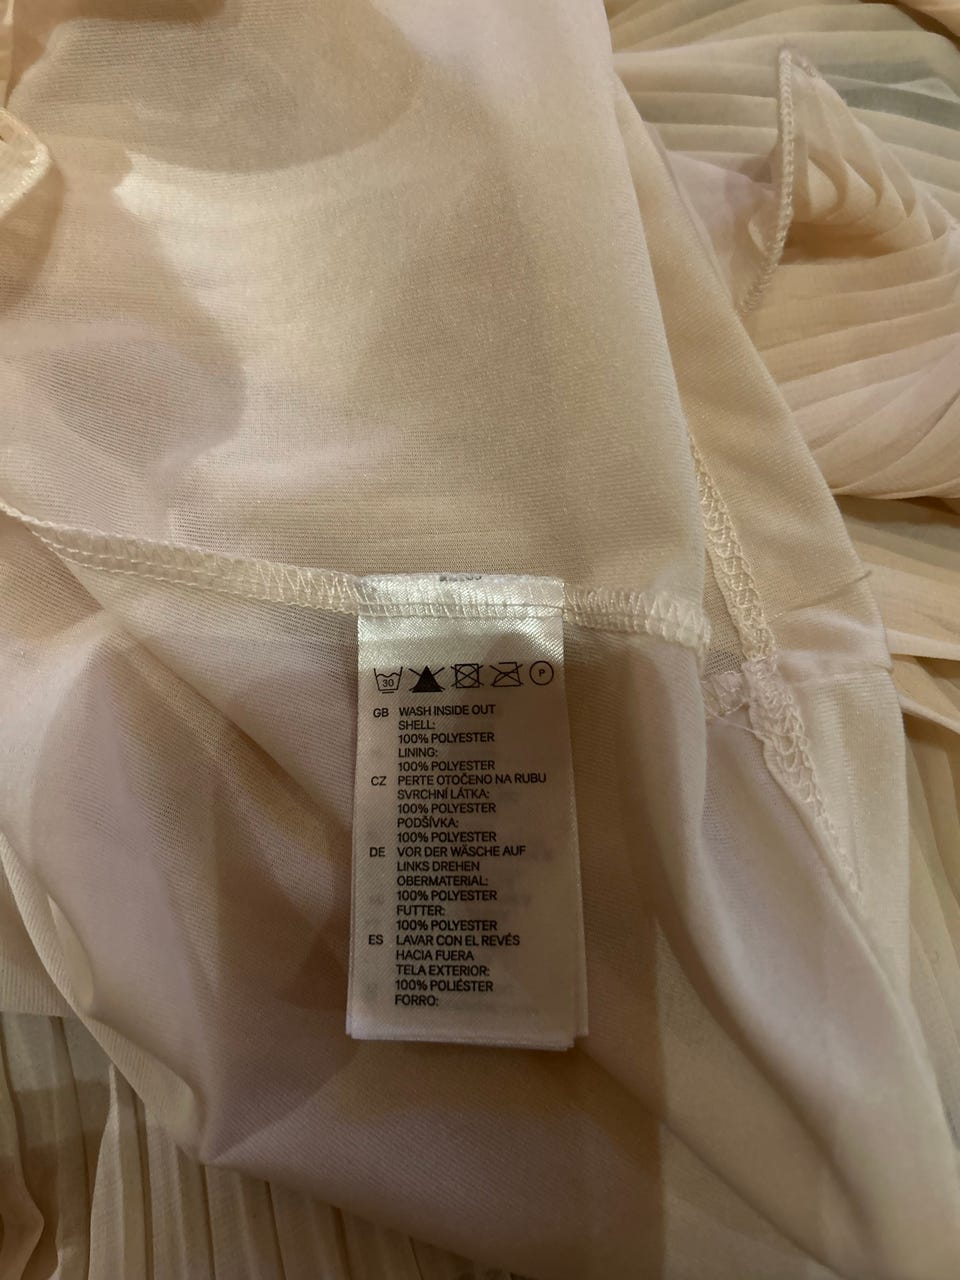 30 P
GB WASH INSIDE OUT
SHELL:
100% POLYESTER
LINING:
100% POLYESTER
CZ PERTE OTOČENO NA RUBU
SVRCHNÍ LÁTKA:
100% POLYESTER
PODŠÍVKA:
100% POLYESTER
DE VOR DER WÄSCHE AUF
LINKS DREHEN
OBERMATERIAL:
100% POLYESTER
FUTTER:
100% POLYESTER
ES LAVAR CON EL REVÉS
HACIA FUERA
TELA EXTERIOR:
100% POLIÉSTER
FORRO: